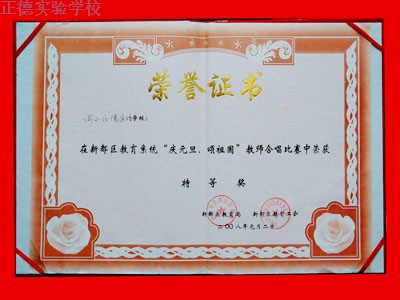 正德实验学校
荣誉证书
学校：
在新都区教育系统“庆元旦、颂祖国”教师合唱比赛中荣获
特等奖
新都区教育局 新都区教育工会
二〇〇八年元月二日